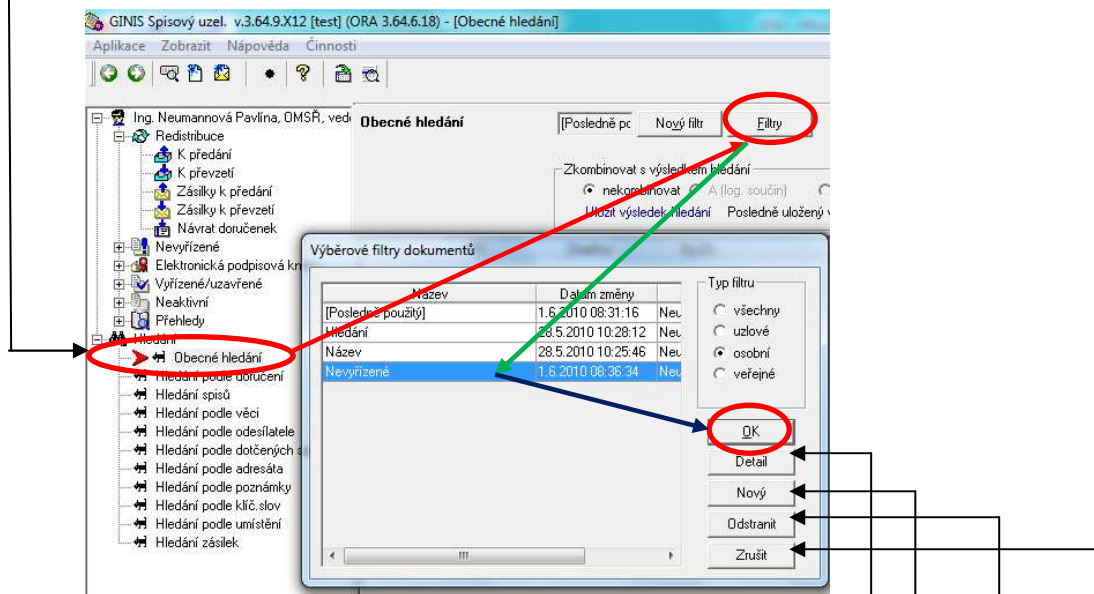 GINIS Spisový uzel. v.3.64.9.X12 [test] (ORA 3.64.6.18) - [Obecné hledání]
Aplikace Zobrazit Nápověda Činnosti
Ing. Neumannová Pavlína, OMSŘ, vedo
Redistribuce
K předání
K převzetí
Zásilky k předání
Zásilky k převzetí
Návrat doručenek
Nevyřízené
Elektronická podpisová kn
Vyřízené/uzavřené
Neaktivní
Přehledy
Hledání
Obecné hledání
Hledání podle doručení
Hledání spisů
Hledání podle věci
Hledání podle odesílatele
Hledání podle dotčených s
Hledání podle adresáta
Hledání podle poznámky
Hledání podle klíč.slov
Hledání podle umístění
Hledání zásilek
Obecné hledání [Posledně po Nový filtr Filtry
Zkombinovat s výsledkem hledání
nekombinovat A (log. součin)
Uložit výsledek hledání Posledně uložený v
Výběrové filtry dokumentů
Název Datum změny
[Posledně použitý] 1.6.2010 08:31:16 Neu
Hledání 28.5.2010 10:28:12 Neu
Název 28.5.2010 10:25:46 Neu
Nevyřízené 1.6.2010 08:36:34 Neu
Typ filtru
všechny
uzlové
osobní
veřejné
OK
Detail
Nový
Odstranit
Zrušit